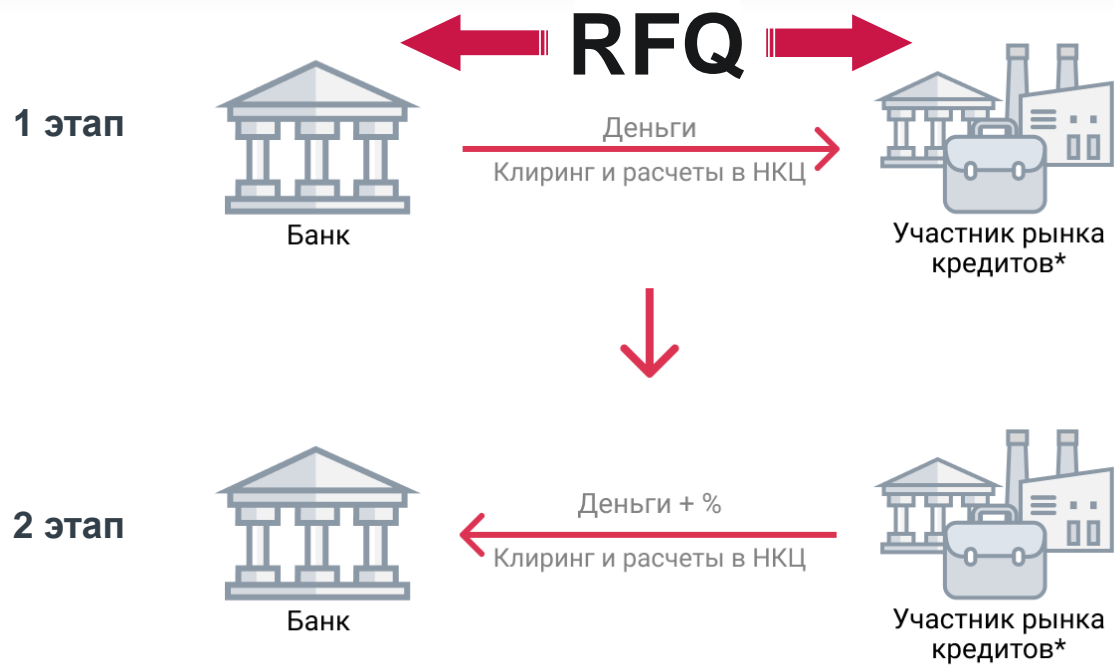 RFQ
1 этап
Деньги
Клиринг и расчеты в НКЦ
Банк
Участник рынка
кредитов*
2 этап
Деньги + %
Клиринг и расчеты в НКЦ
Банк
Участник рынка
кредитов*